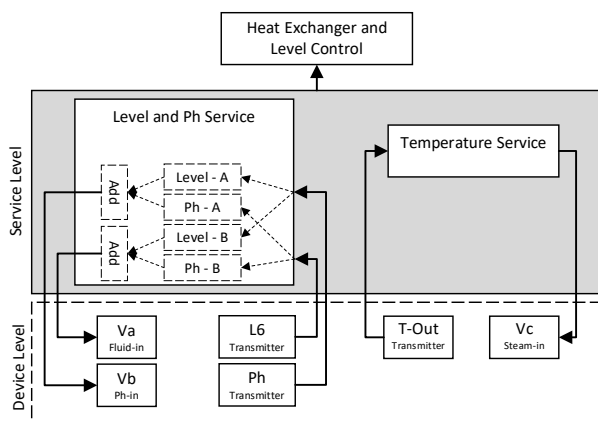 Heat Exchanger and
Level Control
Service Level
Level and Ph Service
Temperature Service
Add
Level - A
Ph - A
Add
Level - B
Ph - B
Device Level
Va
Fluid-in
L6
Transmitter
T-Out
Transmitter
Vc
Steam-in
Vb
Ph-in
Ph
Transmitter